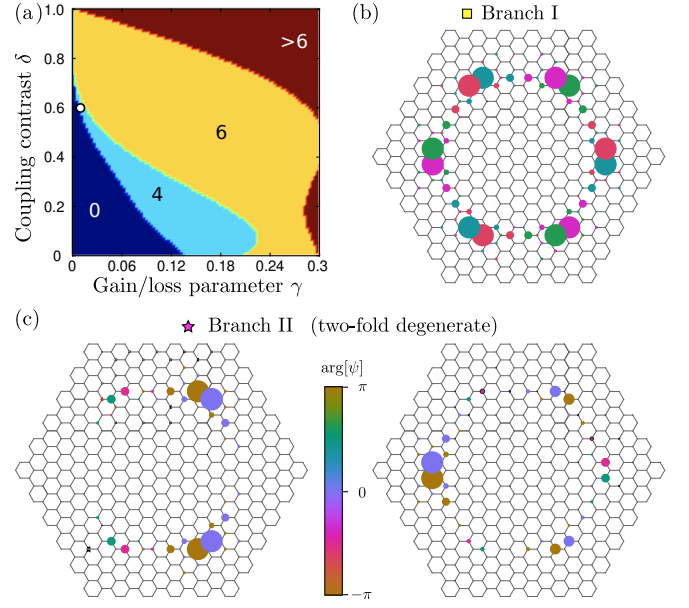 (a)
1.0
0.8
0.6
0.4
0.2
0
Coupling contrast δ
>6
6
4
0
0
0.06
0.12
0.18
0.24
0.3
Gain/loss parameter γ
(b)
Branch I
(c)
Branch II (two-fold degenerate)
arg[ψ]
π
0
−π